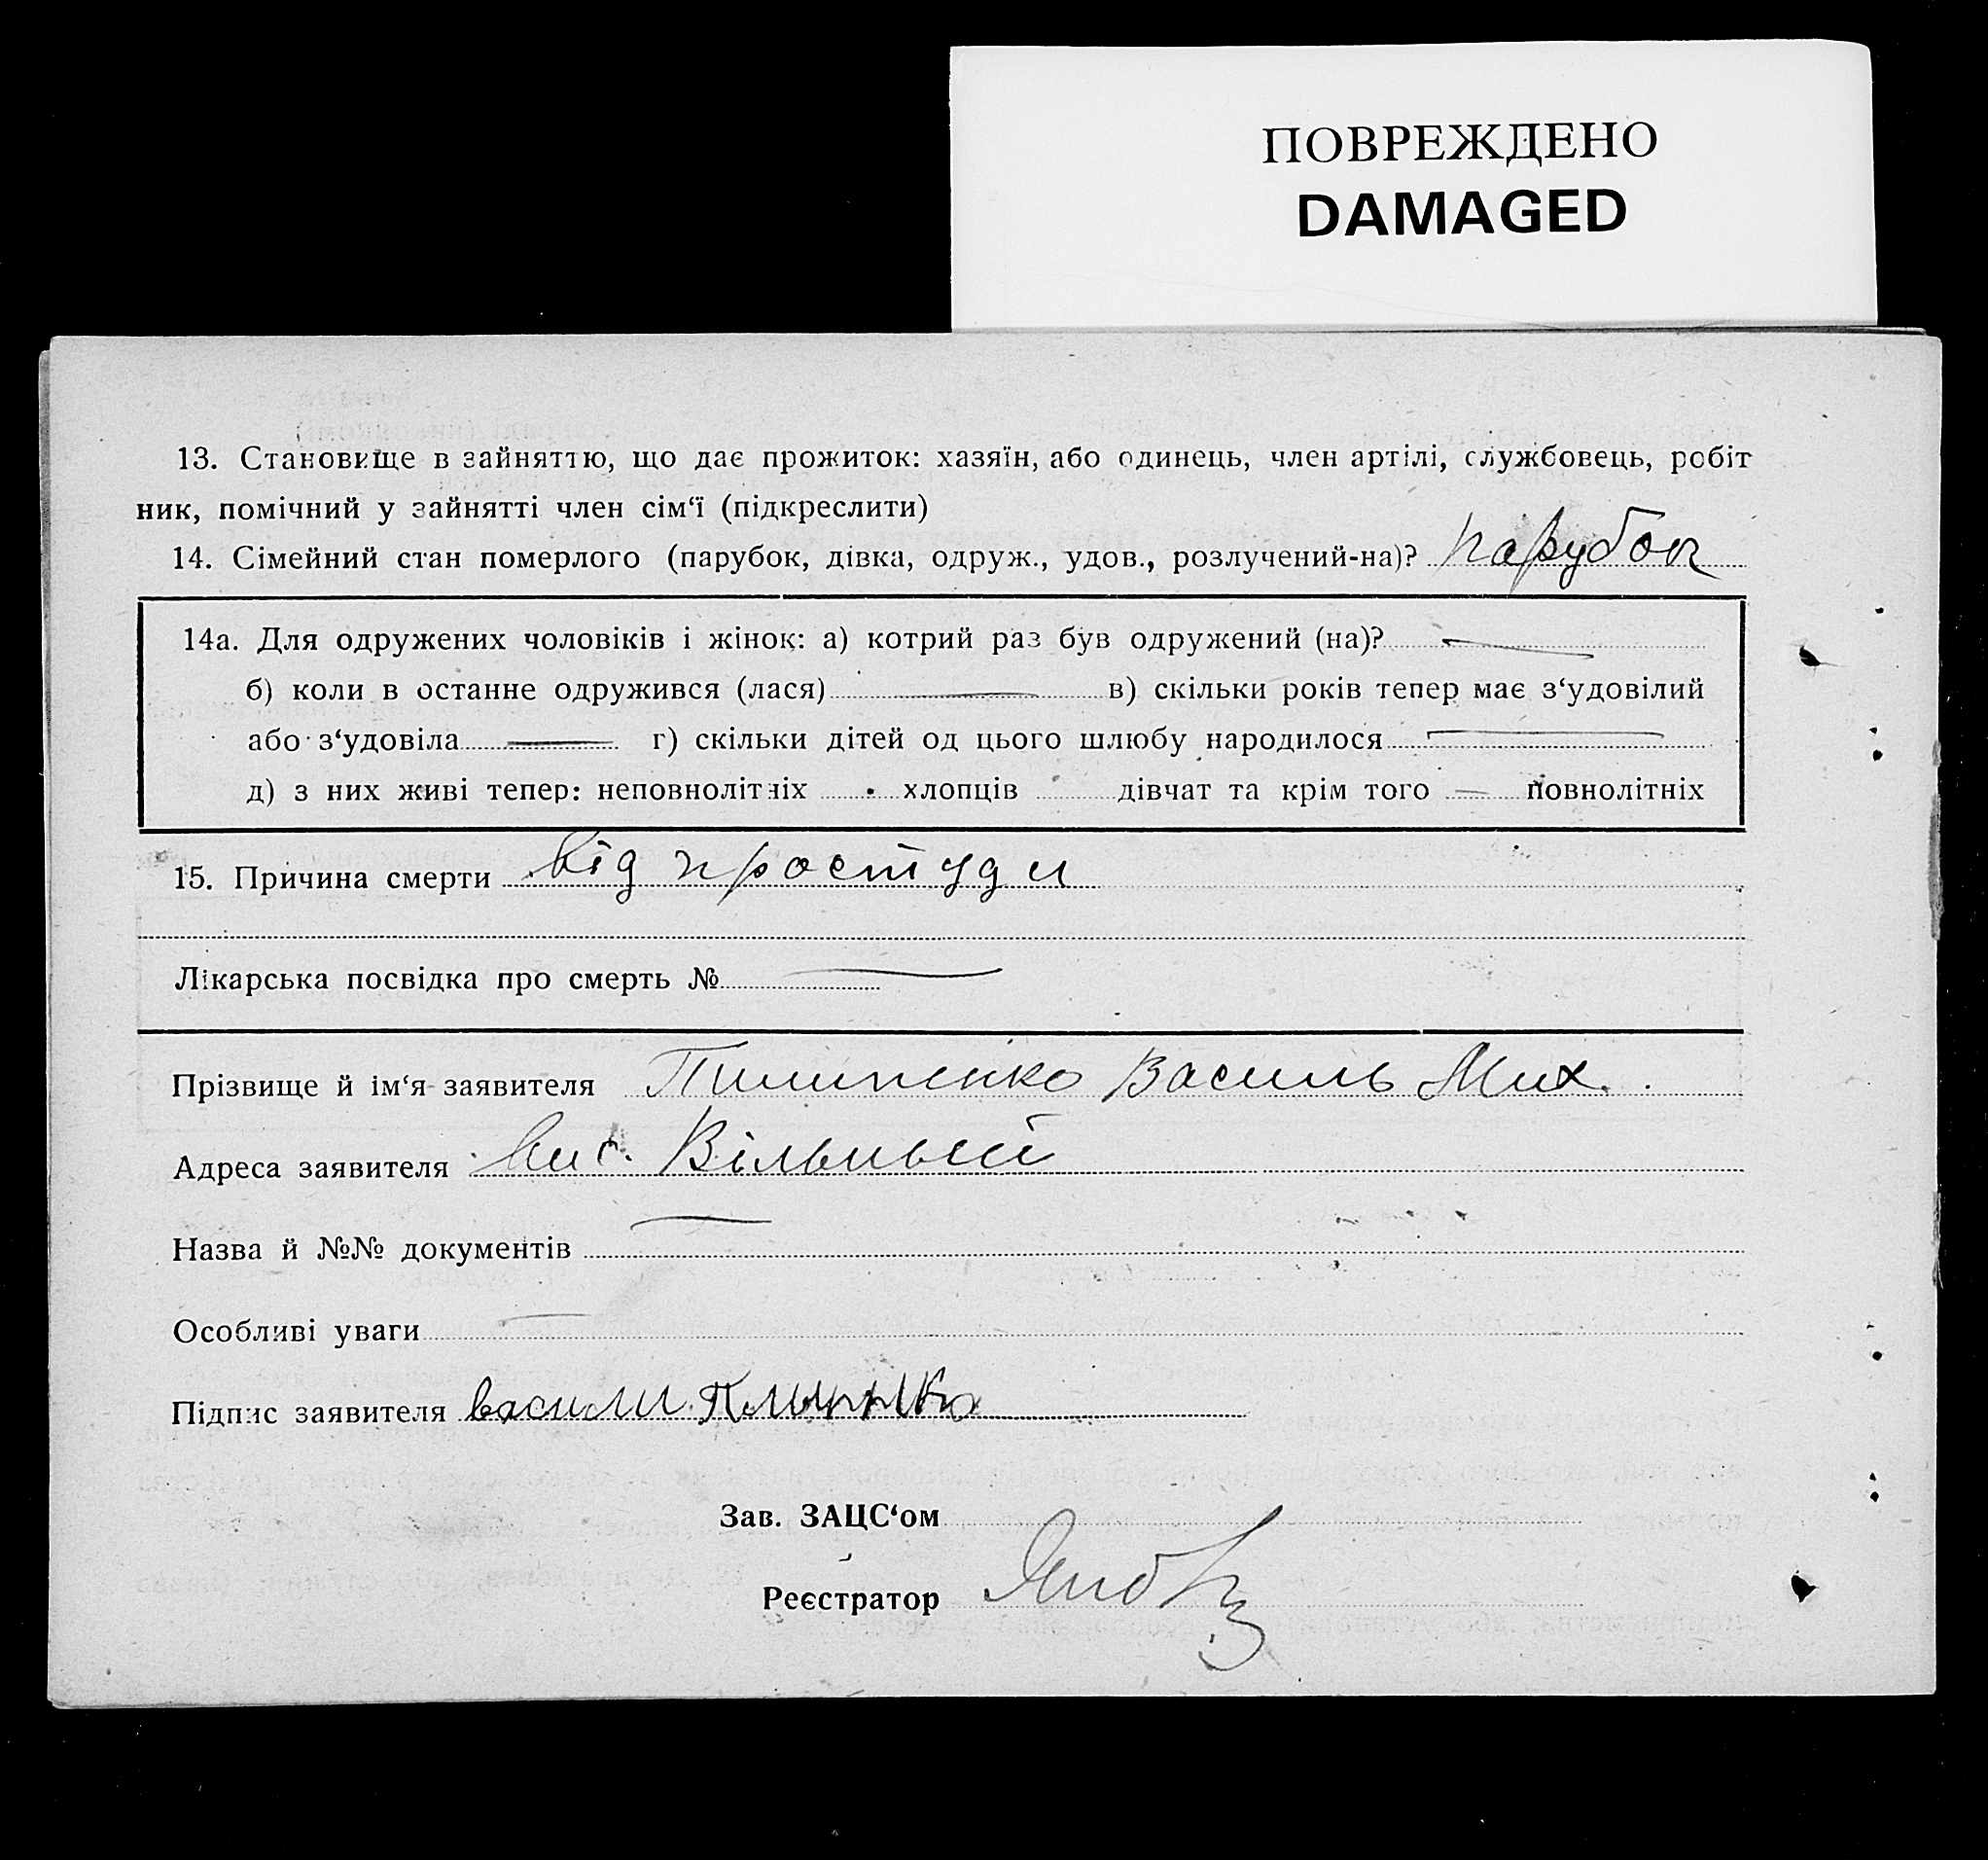 ПОВРЕЖДЕНО
DAMAGED
13. Становище в зайняттю, що дає прожиток: хазяїн, або одинець, член артілі, службовець, робіт
ник, помічний у зайнятті член сім‘ї (підкреслити)
14. Сімейний стан померлого (парубок, дівка, одруж., удов., розлучений-на)? парубок
14а. Для одружених чоловіків і жінок: а) котрий раз був одружений (на)?
б) коли в останне одружився (лася) в) скільки років тепер має з‘удовілий
або з‘удовіла г) скільки дітей од цього шлюбу народилося
д) з них живі тепер: неповнолітніх хлопців дівчат та крім того — повнолітніх
15. Причина смерти від простуди
Лікарська посвідка про смерть №
Прізвище й ім‘я заявителя Пилипенко Василь Мих.
Адреса заявителя Вис. Вільный
Назва й №№ документів
Особливі уваги
Підпис заявителя
Зав. ЗАЦС‘ом
Реєстратор